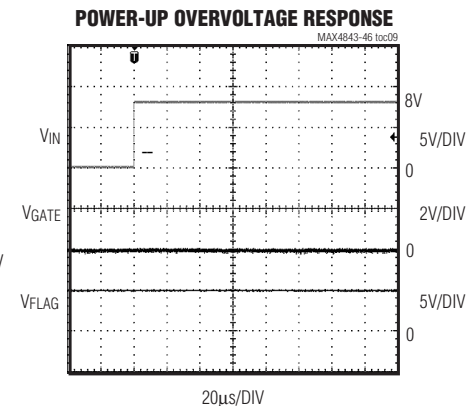 POWER-UP OVERVOLTAGE RESPONSE
MAX4843-46 toc09
T
8V
VIN
5V/DIV
0
VGATE
2V/DIV
0
VFLAG
5V/DIV
0
20μs/DIV